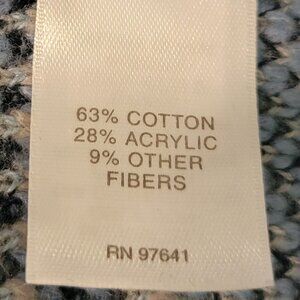 63% COTTON
28% ACRYLIC
9% OTHER
FIBERS
RN 97641